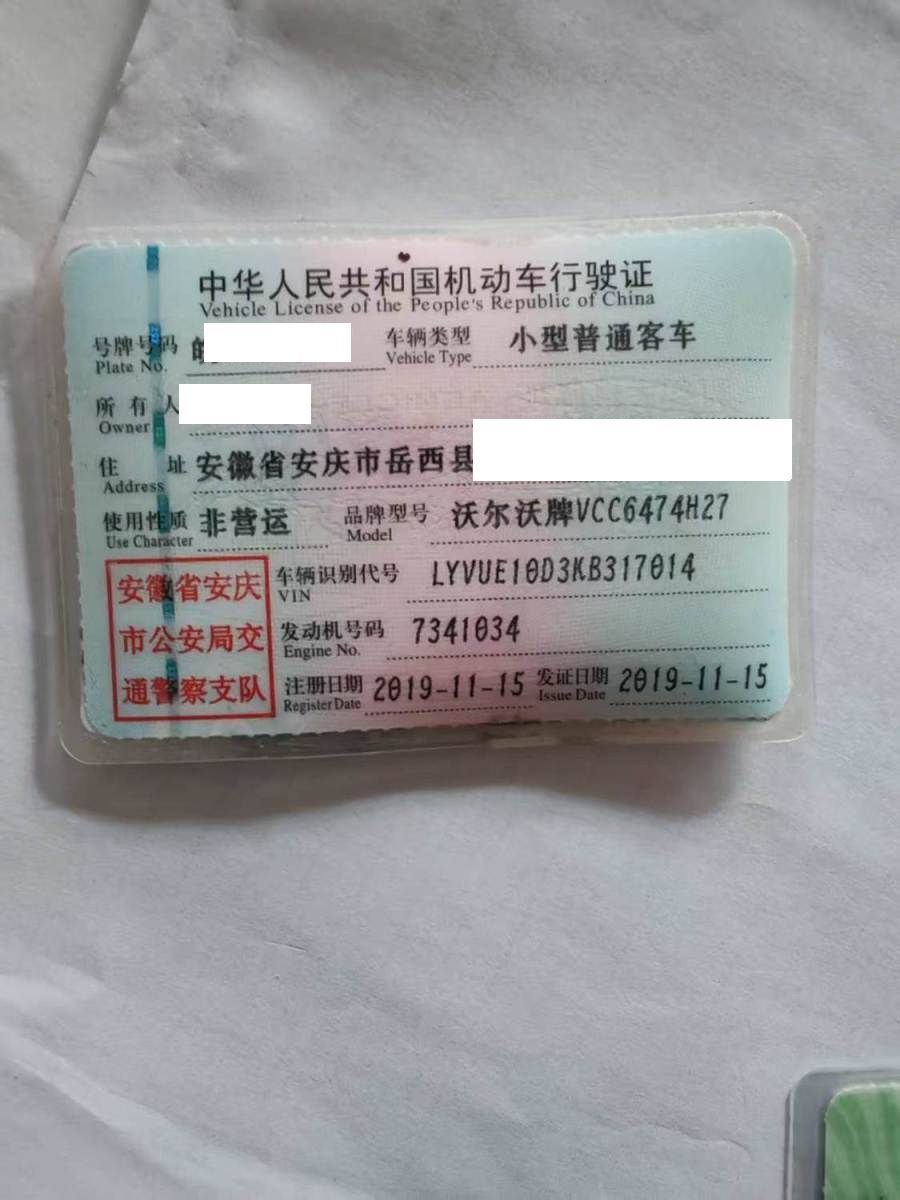 中华人民共和国机动车行驶证
Vehicle License of the People's Republic of China
号牌号码 车辆类型 小型普通客车
Plate No. Vehicle Type
所有人
Owner
住址 安徽省安庆市岳西县
Address
使用性质 非营运 品牌型号 沃尔沃牌VCC6474H27
Use Character Model
安徽省安庆
市公安局交
通警察支队
车辆识别代号 LYVUE10D3KB317014
VIN
发动机号码 7341034
Engine No.
注册日期 2019-11-15 发证日期 2019-11-15
Register Date Issue Date